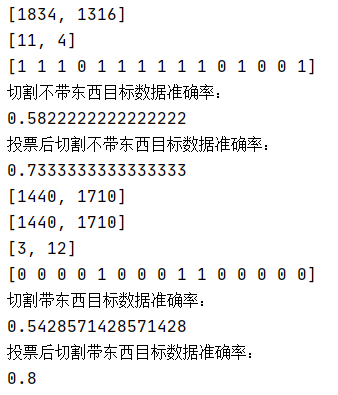 [1834, 1316]
[11, 4]
[1 1 1 0 1 1 1 1 1 1 0 1 0 0 1]
切割不带东西目标数据准确率:
0.5822222222222222
投票后切割不带东西目标数据准确率:
0.7333333333333333
[1440, 1710]
[1440, 1710]
[3, 12]
[0 0 0 0 1 0 0 0 1 1 0 0 0 0 0]
切割带东西目标数据准确率:
0.5428571428571428
投票后切割带东西目标数据准确率:
0.8